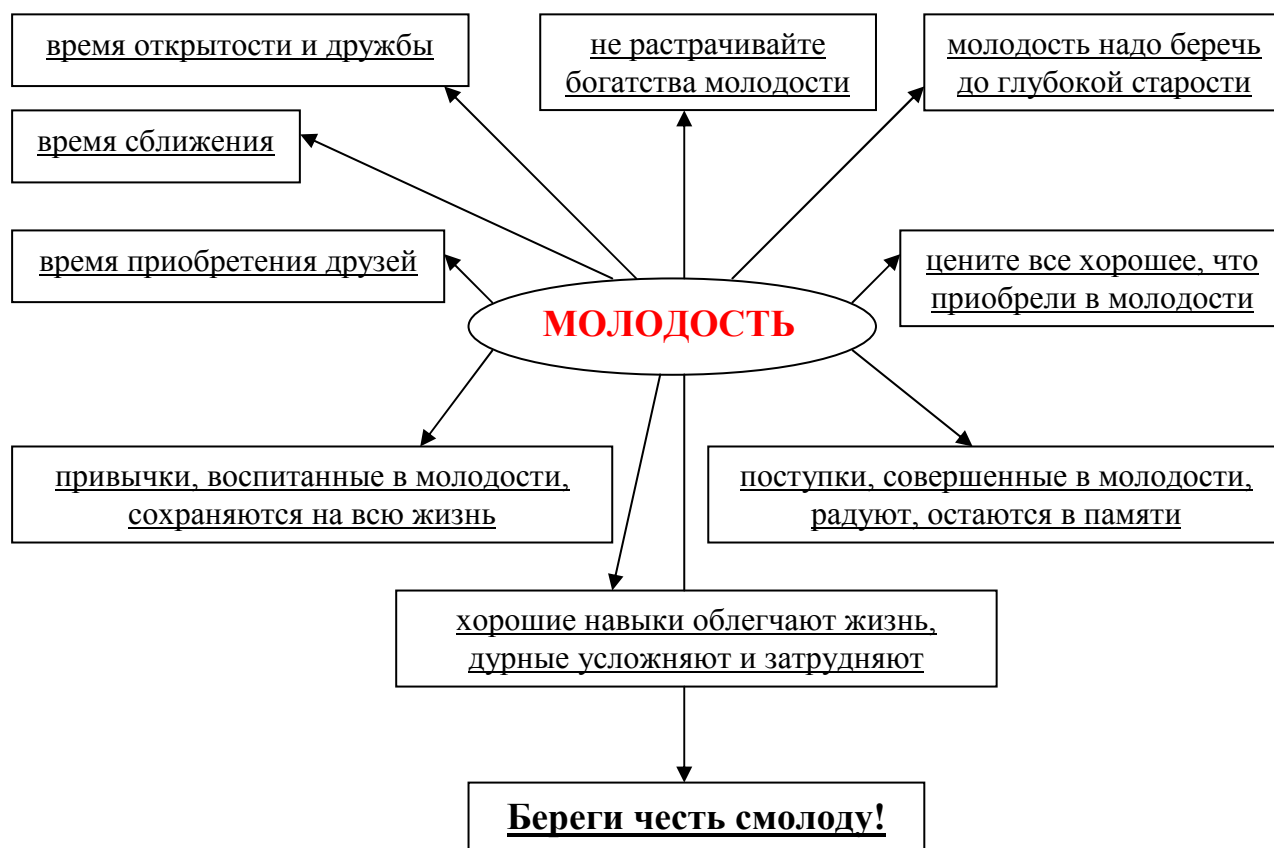 время открытости и дружбы
не растрачивайте
богатства молодости
молодость надо беречь
до глубокой старости
время сближения
время приобретения друзей
цените все хорошее, что
приобрели в молодости
МОЛОДОСТЬ
привычки, воспитанные в молодости,
сохраняются на всю жизнь
поступки, совершенные в молодости,
радуют, остаются в памяти
хорошие навыки облегчают жизнь,
дурные усложняют и затрудняют
Береги честь смолоду!